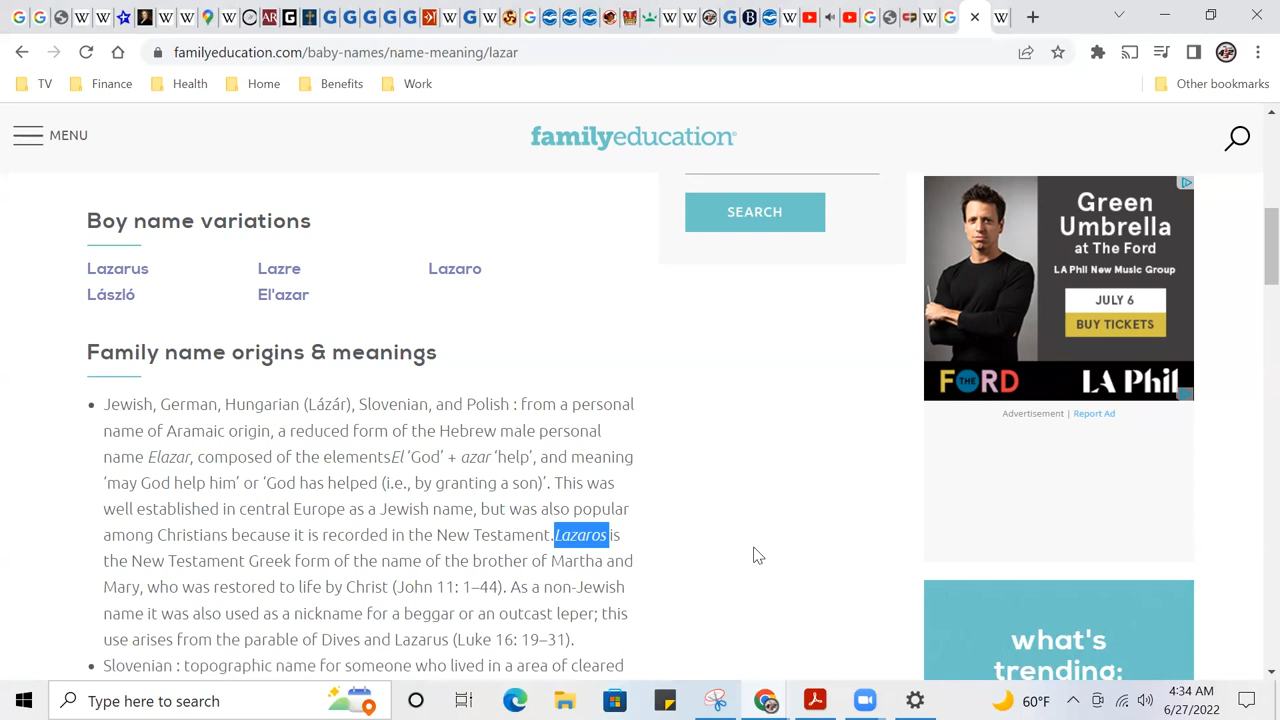 familyeducation.com/baby-names/name-meaning/lazar
TV
Finance
Health
Home
Benefits
Work
Other bookmarks
MENU
familyeducation
SEARCH
Boy name variations
Lazarus
Lazre
Lazaro
László
El'azar
Family name origins & meanings
Jewish, German, Hungarian (Lázár), Slovenian, and Polish : from a personal
name of Aramaic origin, a reduced form of the Hebrew male personal
name Elazar, composed of the elementsEl ‘God’ + azar ‘help’, and meaning
‘may God help him’ or ‘God has helped (i.e., by granting a son)’. This was
well established in central Europe as a Jewish name, but was also popular
among Christians because it is recorded in the New Testament.Lazaros is
the New Testament Greek form of the name of the brother of Martha and
Mary, who was restored to life by Christ (John 11: 1–44). As a non-Jewish
name it was also used as a nickname for a beggar or an outcast leper; this
use arises from the parable of Dives and Lazarus (Luke 16: 19–31).
Slovenian : topographic name for someone who lived in a area of cleared
Green
Umbrella
at The Ford
LA Phil New Music Group
JULY 6
BUY TICKETS
THE FORD
LA Phil
Advertisement | Report Ad
what's
trending:
Type here to search
60°F
4:34 AM
6/27/2022